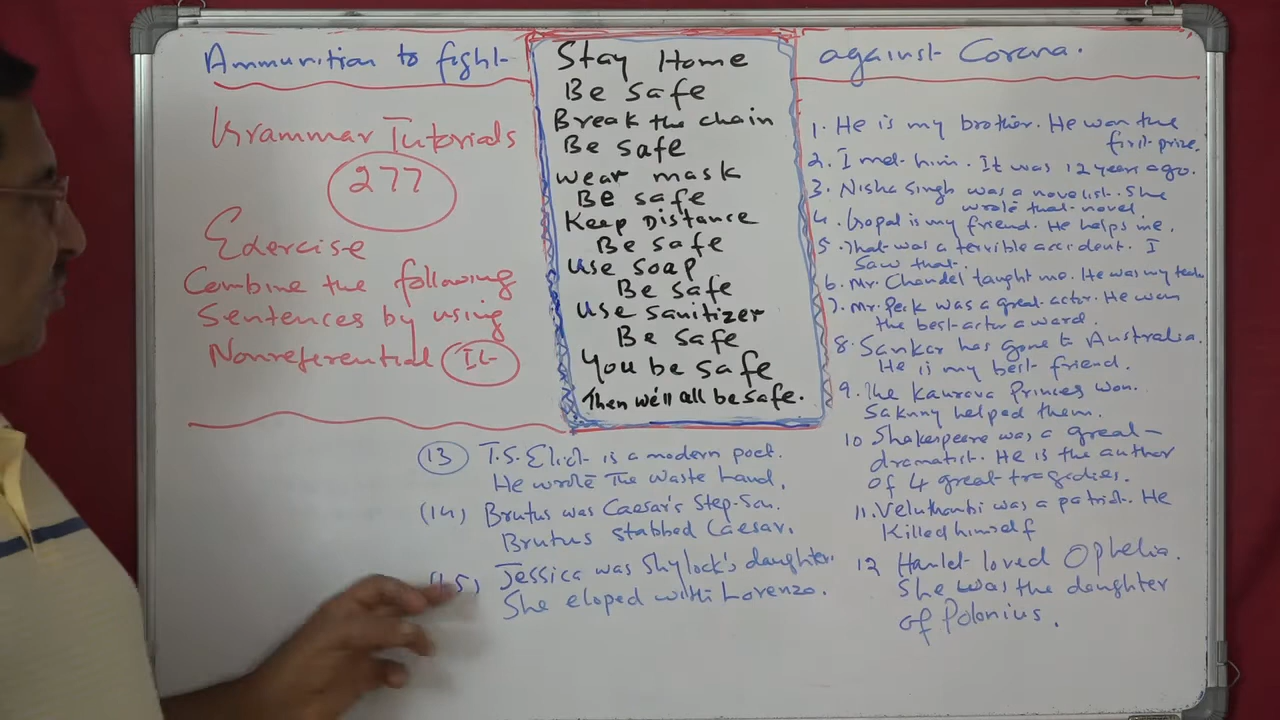 Ammunition to fight
against Corona.
Grammar Tutorials
277
Exercise
Combine the following
Sentences by using
Nonreferential It
Stay Home
Be safe
Break the chain
Be safe
wear mask
Be safe
Keep Distance
Be safe
Use soap
Be safe
Use sanitizer
Be safe
You be safe
Then we'll all be safe.
1. He is my brother. He won the
first prize.
2. I met him. It was 12 year ago.
3. Nisha Singh was a novelist. She
wrote that novel.
4. Gopal is my friend. He helps me.
5. That was a terrible accident. I
saw that.
6. Mr. Chandel taught me. He was my
7. Mr. Peck was a great actor. He won
the best actor award.
8. Sankar has gone to Australia.
He is my best friend.
9. The Kaurava Princes won.
Sakuny helped them.
10 Shakespeare was a great
dramatist. He is the author
of 4 great tragedies.
11. Veluthambi was a patriot. He
Killed himself
12 Hamlet loved Ophelia.
She was the daughter
of Polonius.
(13) T.S. Eliot is a modern poet.
He wrote The Waste Land.
(14) Brutus was Caesar's Step-Son.
Brutus stabbed Caesar.
(15) Jessica was Shylock's daughter.
She eloped with Lorenzo.